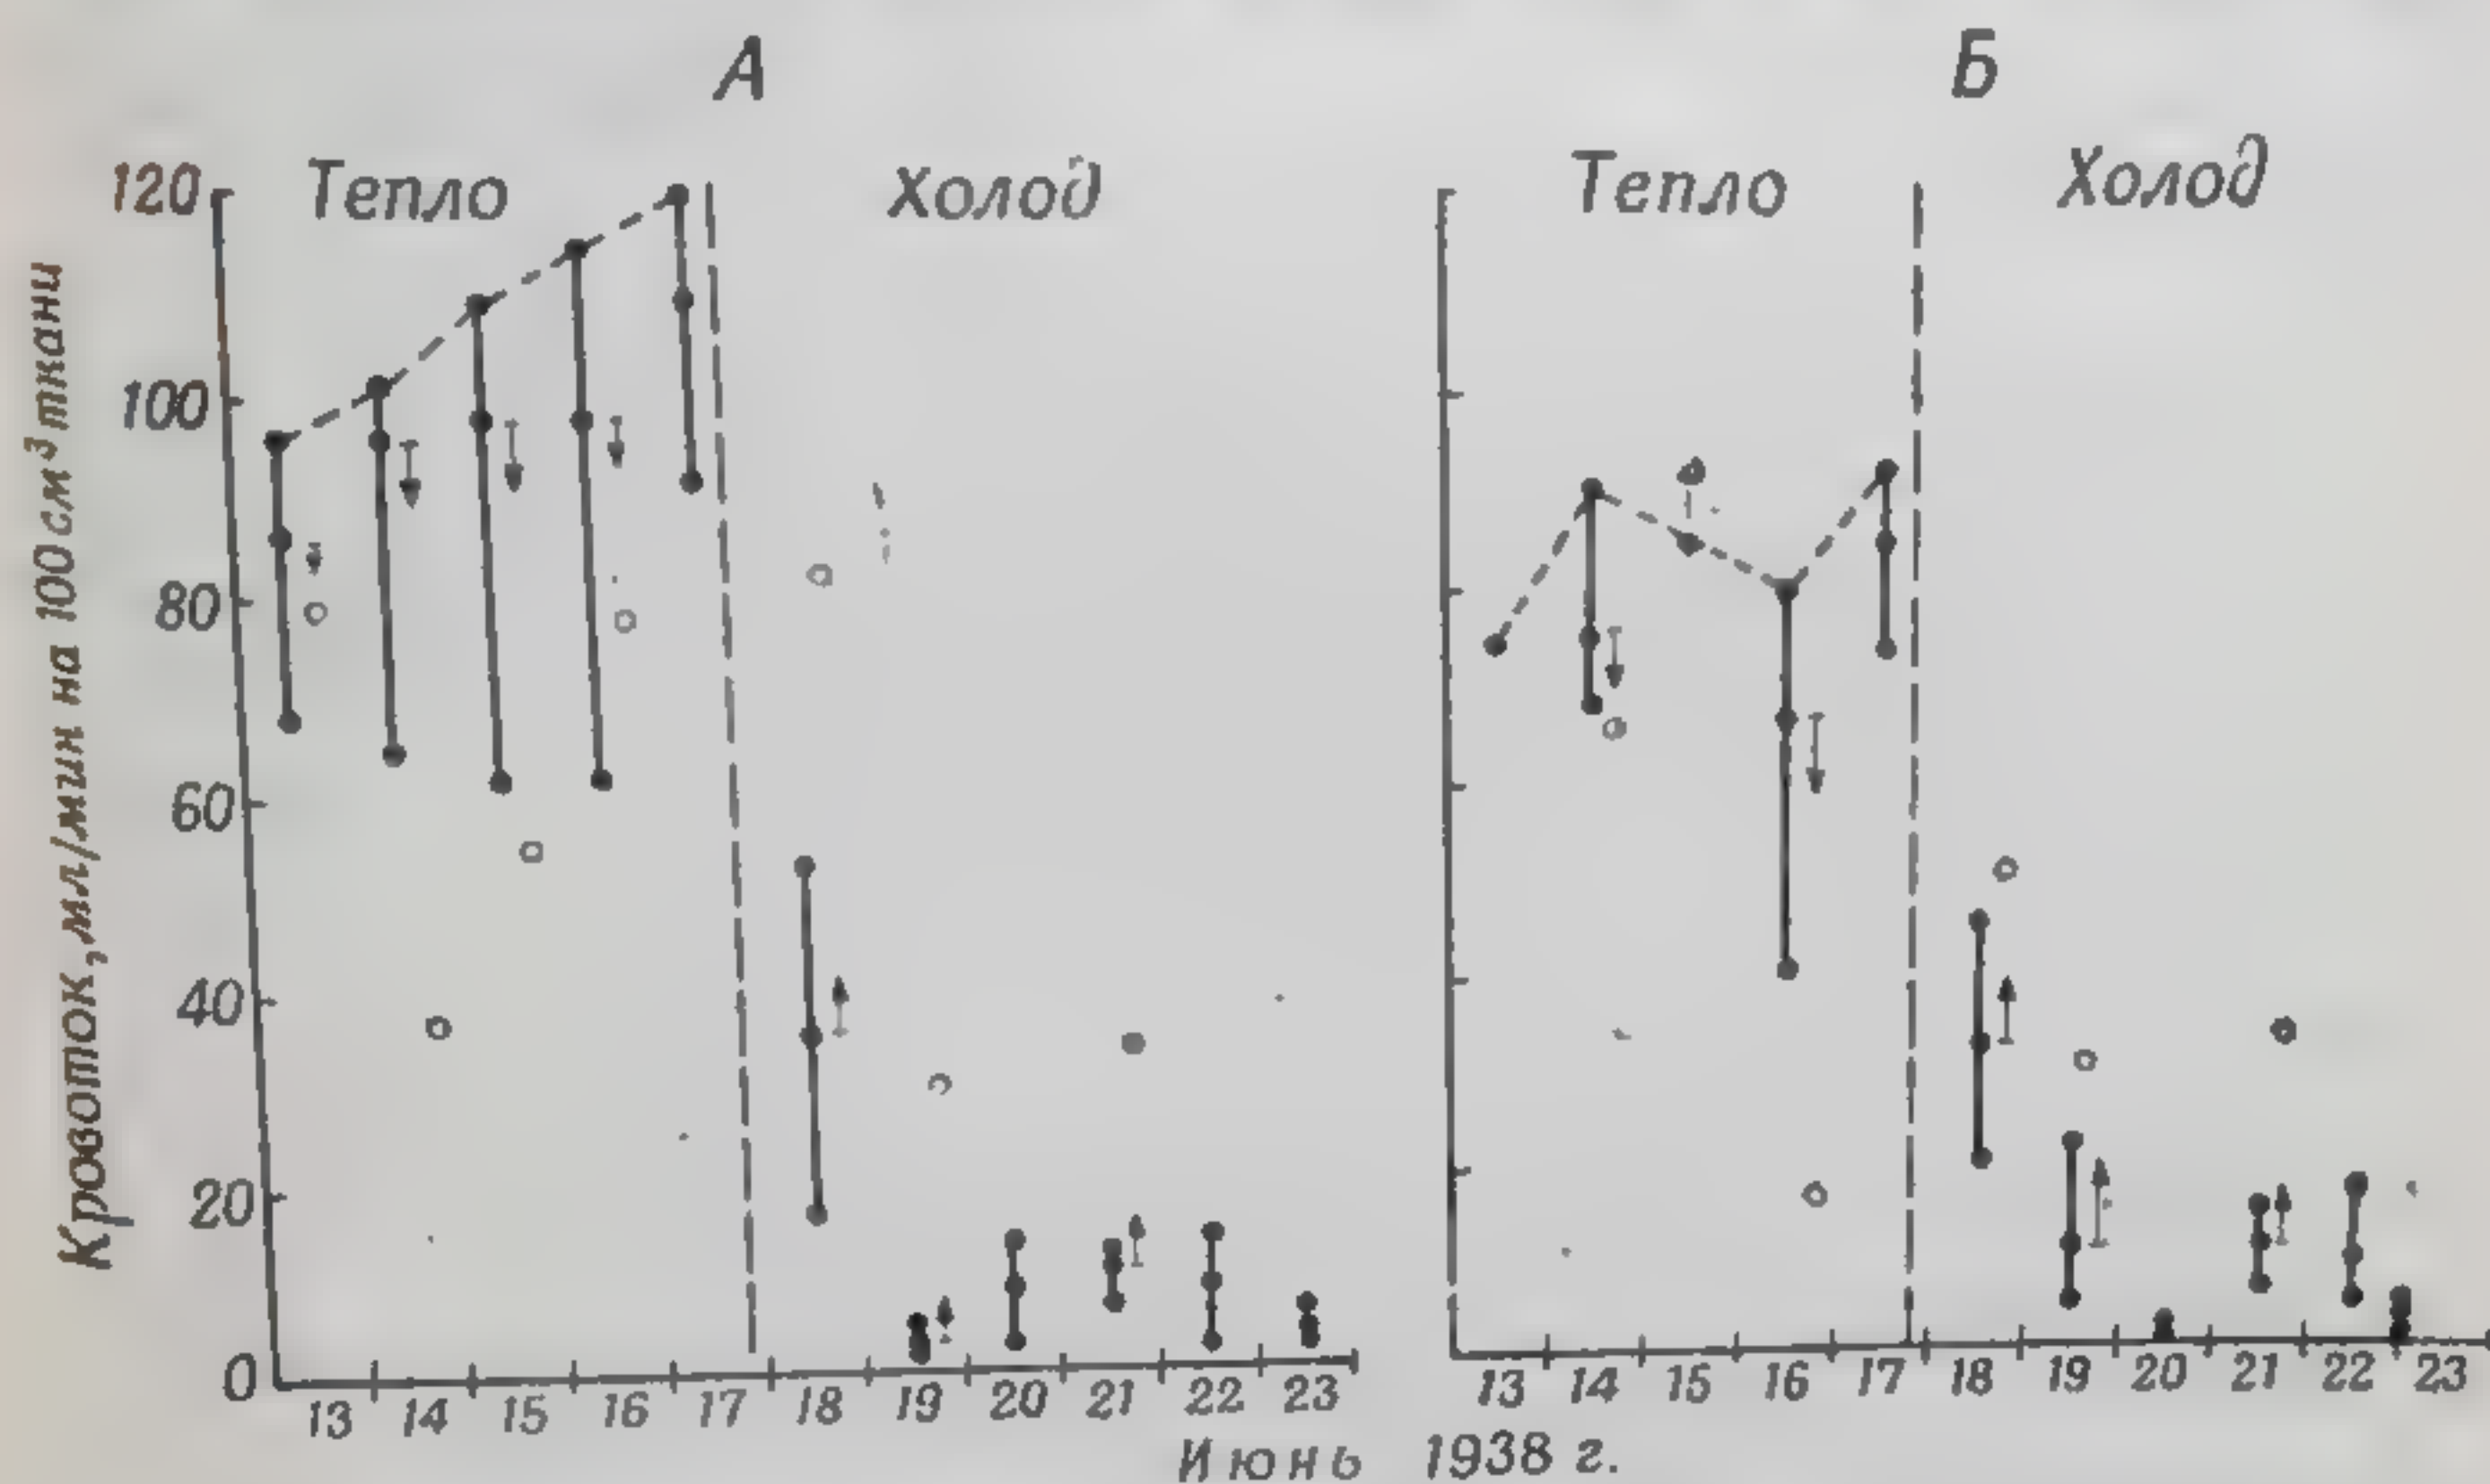 А
Б
Тепло
Холод
Тепло
Холод
Кровоток, мл/мин на 100 см³ ткани
120
100
80
60
40
20
0
13 14 15 16 17 18 19 20 21 22 23
13 14 15 16 17 18 19 20 21 22 23
Июнь 1938 г.